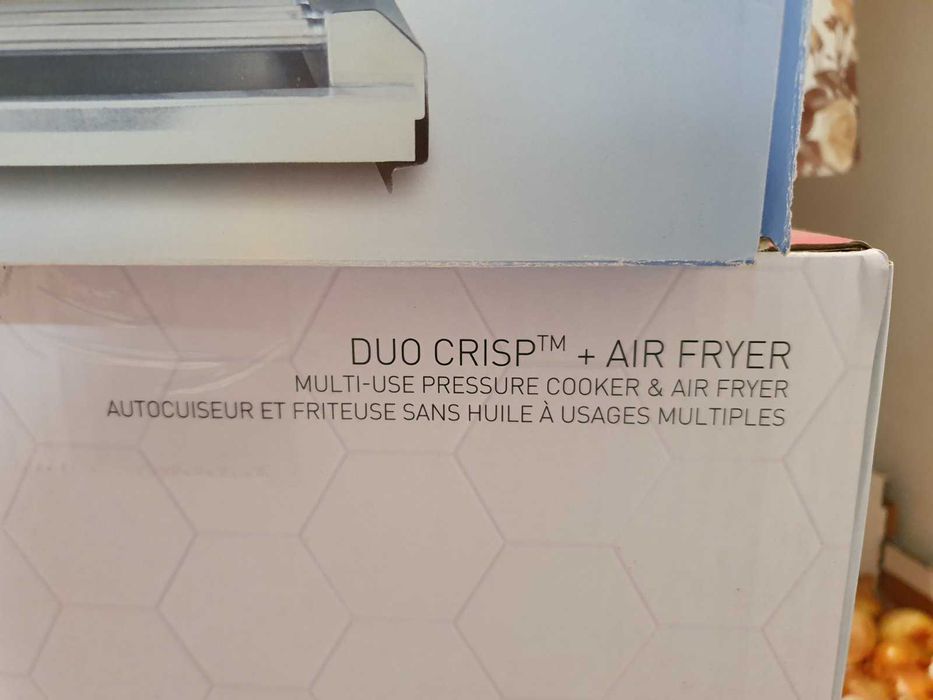 DUO CRISP™ + AIR FRYER
MULTI-USE PRESSURE COOKER & AIR FRYER
AUTOCUISEUR ET FRITEUSE SANS HUILE À USAGES MULTIPLES